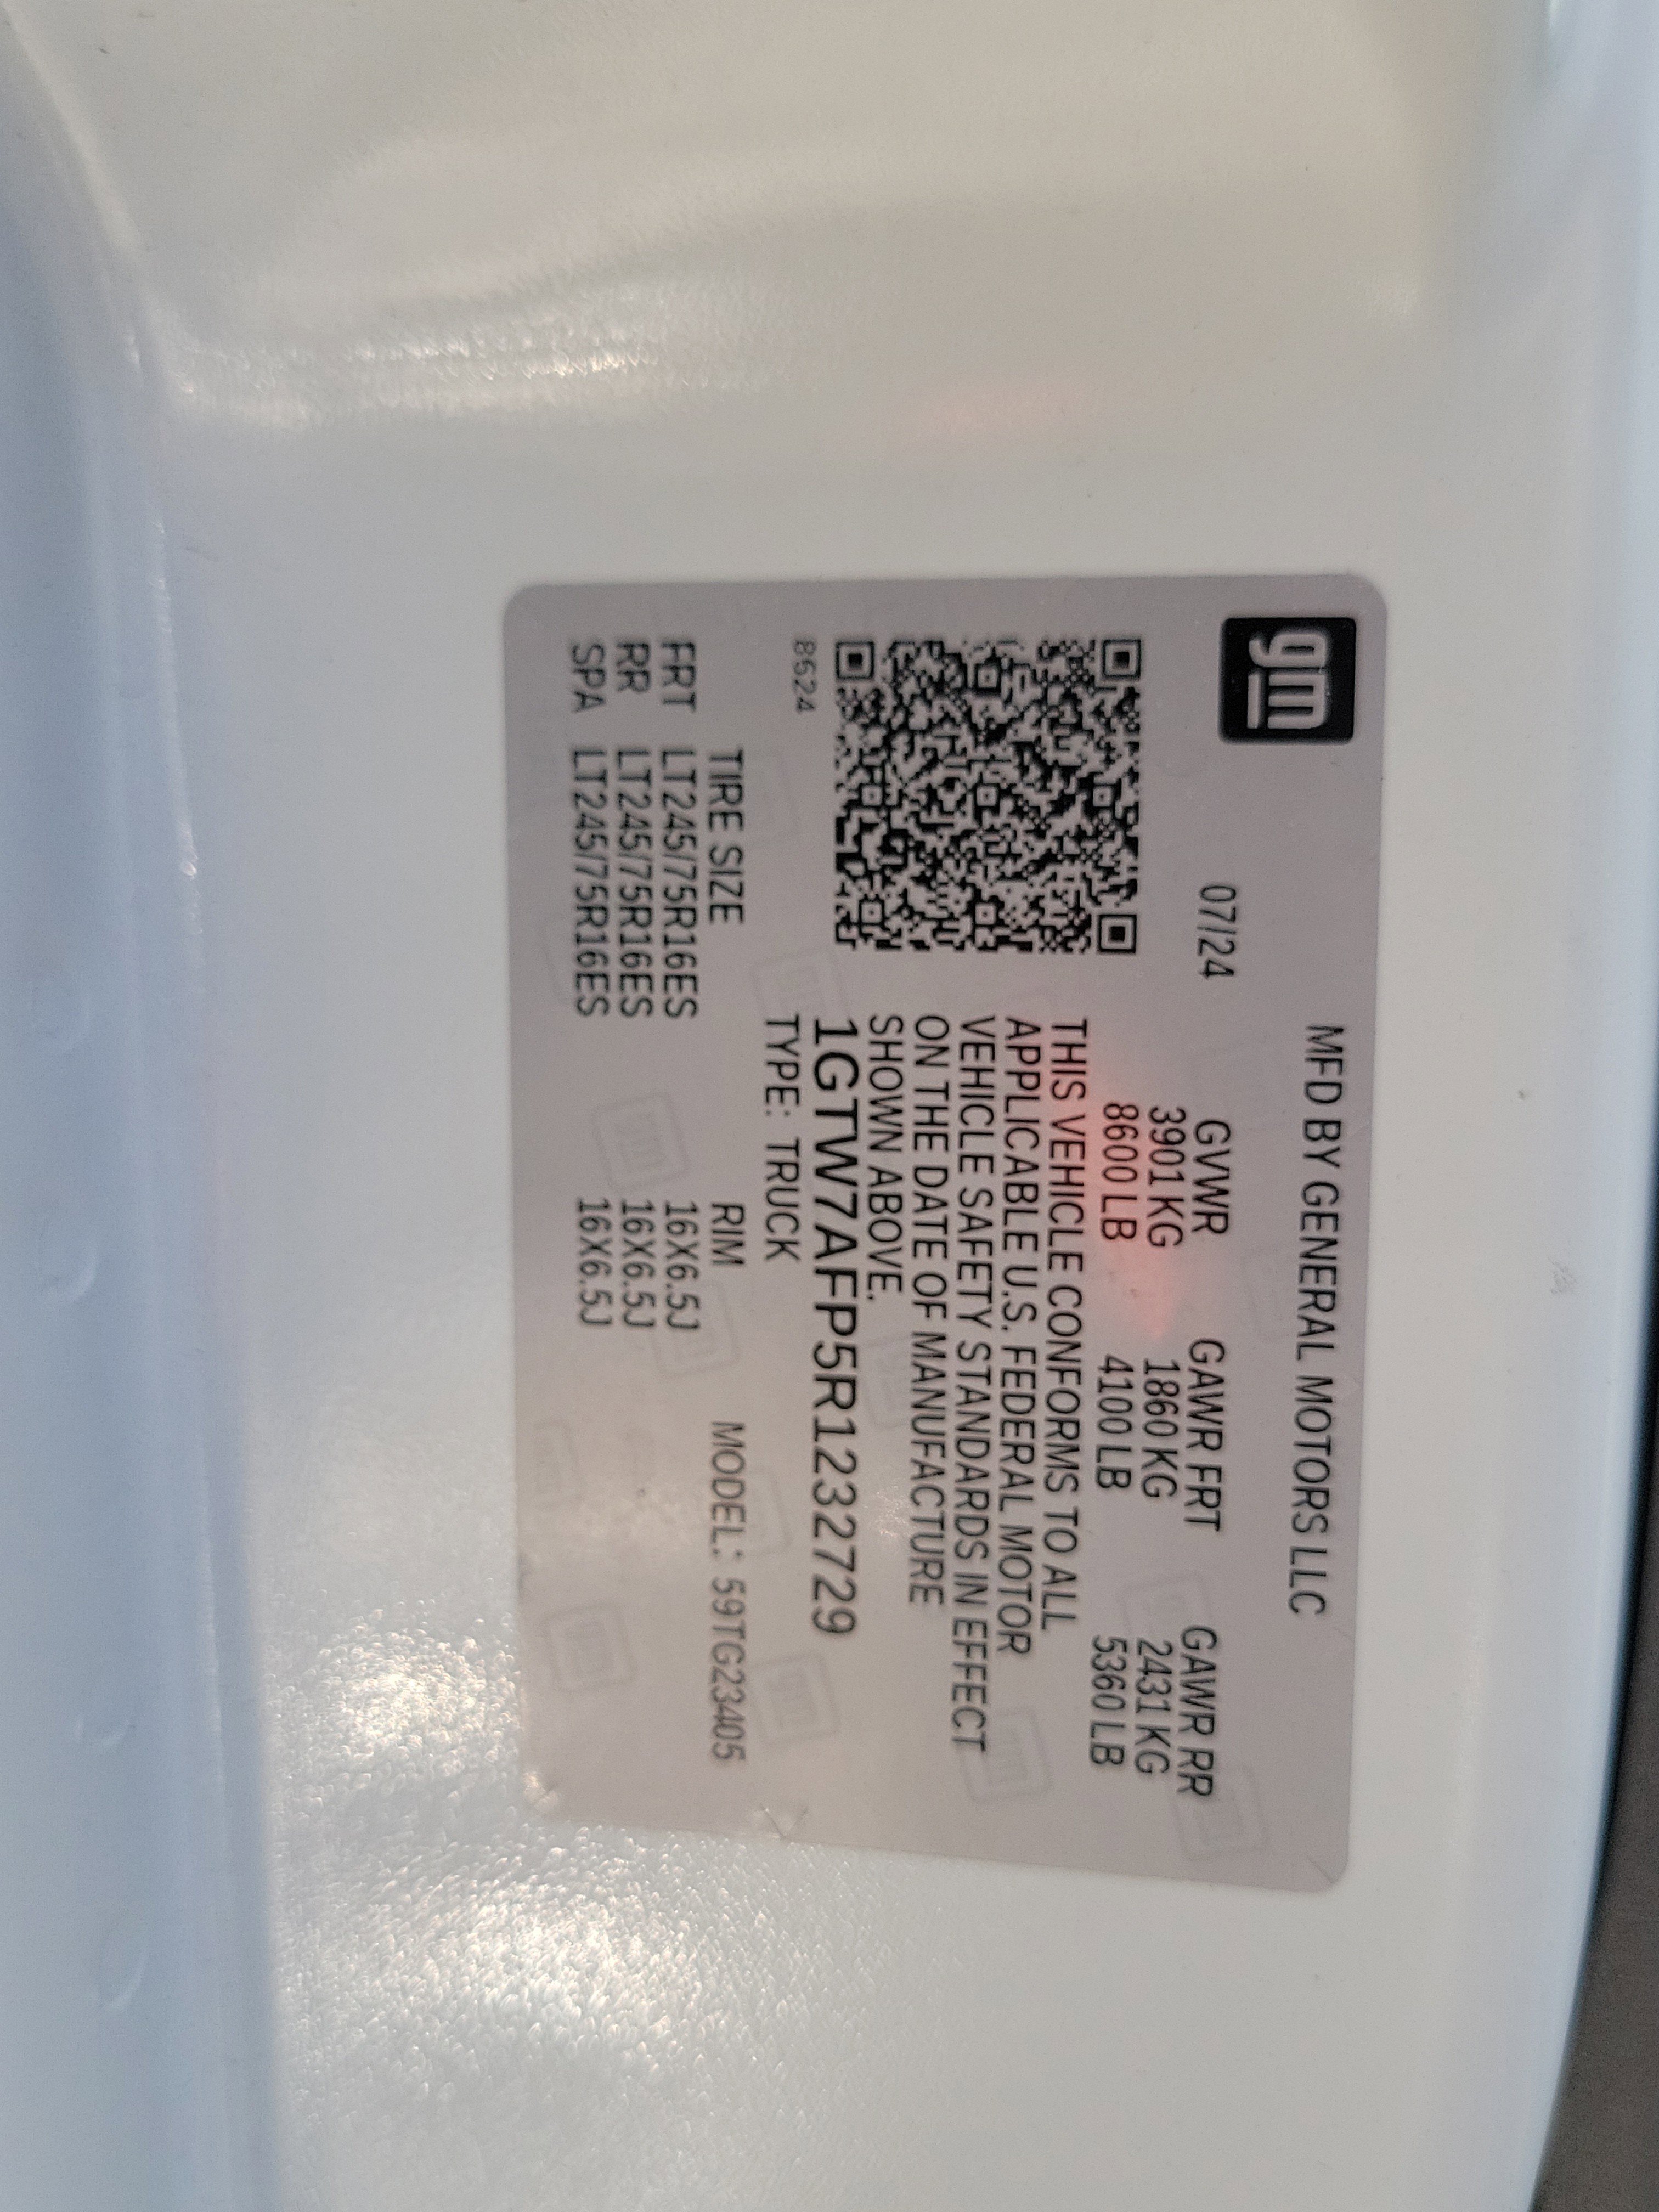 gm
MFD BY GENERAL MOTORS LLC
07/24 GVWR GAWR FRT GAWR RR
3901 KG 1860 KG 2431 KG
8600 LB 4100 LB 5360 LB
THIS VEHICLE CONFORMS TO ALL
APPLICABLE U.S. FEDERAL MOTOR
VEHICLE SAFETY STANDARDS IN EFFECT
ON THE DATE OF MANUFACTURE
SHOWN ABOVE.
1GTW7AFP5R1232729
8624 TYPE: TRUCK
TIRE SIZE RIM MODEL: 59TG23405
FRT LT245/75R16ES 16X6.5J
RR LT245/75R16ES 16X6.5J
SPA LT245/75R16ES 16X6.5J